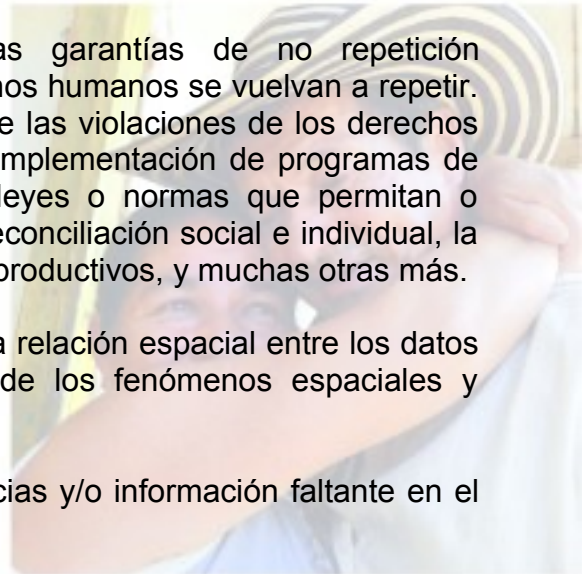 as garantías de no repetición
nos humanos se vuelvan a repetir.
e las violaciones de los derechos
implementación de programas de
leyes o normas que permitan o
econciliación social e individual, la
productivos, y muchas otras más.
a relación espacial entre los datos
de los fenómenos espaciales y
cias y/o información faltante en el